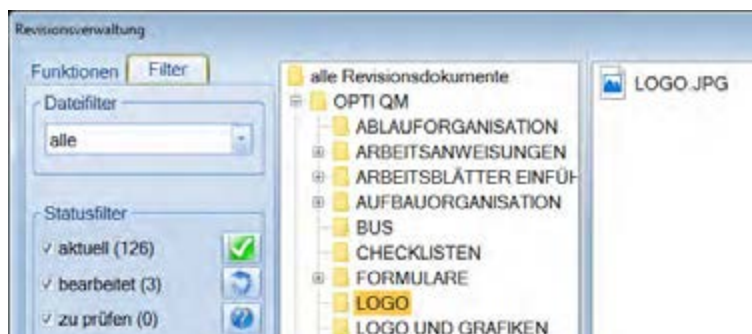 Revisionsverwaltung
Funktionen
Filter
Dateifilter
alle
Statusfilter
aktuell (126)
bearbeitet (3)
zu prüfen (0)
alle Revisionsdokumente
OPTI QM
ABLAUFORGANISATION
ARBEITSANWEISUNGEN
ARBEITSBLÄTTER EINFÜH
AUFBAUORGANISATION
BUS
CHECKLISTEN
FORMULARE
LOGO
LOGO UND GRAFIKEN
LOGO.JPG